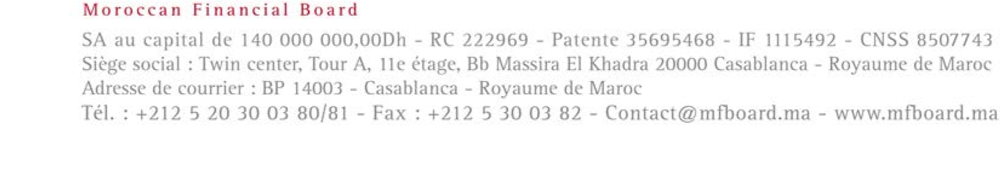 Moroccan Financial Board
SA au capital de 140 000 000,00Dh - RC 222969 - Patente 35695468 - IF 1115492 - CNSS 8507743
Siège social : Twin center, Tour A, 11e étage, Bb Massira El Khadra 20000 Casablanca - Royaume de Maroc
Adresse de courrier : BP 14003 - Casablanca - Royaume de Maroc
Tél. : +212 5 20 30 03 80/81 - Fax : +212 5 30 03 82 - Contact@mfboard.ma - www.mfboard.ma